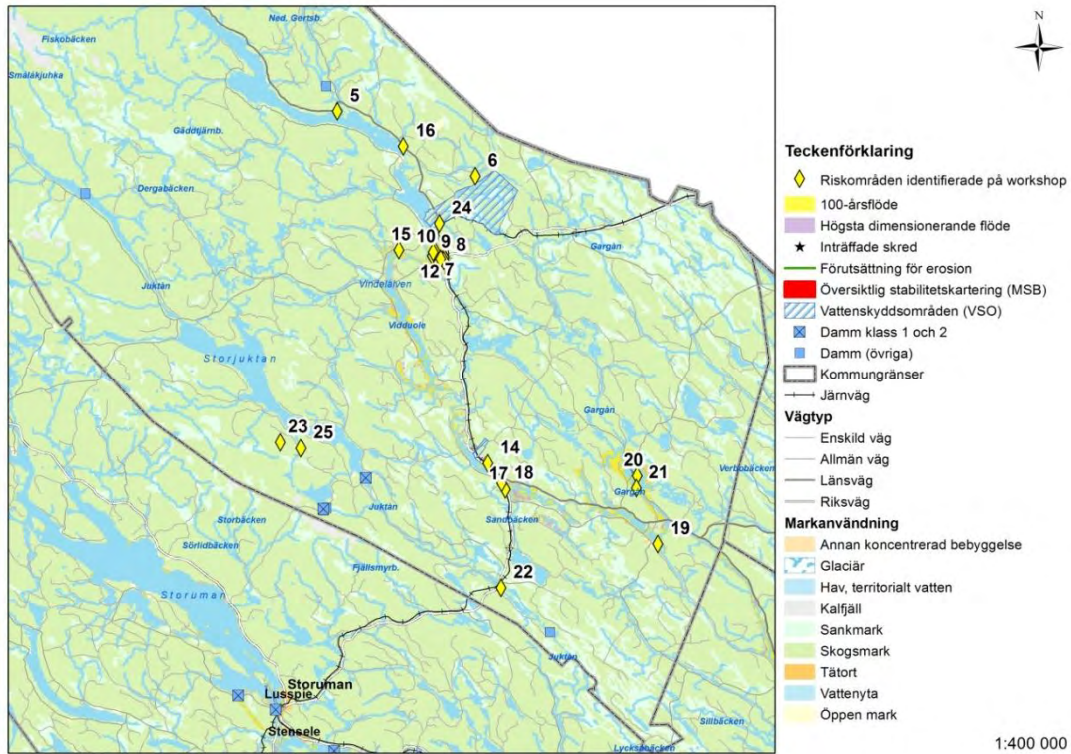 Ned. Gertsb.
Fiskobäcken
Smålåkjuhka
Gäddtjärnb.
Dergabäcken
Juktån
Storjuktan
Vindelälven
Vidduole
Gargån
5
16
6
24
15
10
9
8
12
7
23
25
14
17
18
20
21
Gargån
Gargån
Verbobäcken
19
Sandbäcken
Juktån
Storbäcken
Sörlidbäcken
Fjällsmyrb.
Storuman
22
Juktån
Storuman
Lusspie
Stensele
Sillbäcken
Lycksabäcken
N
Teckenförklaring
Riskområden identifierade på workshop
100-årsflöde
Högsta dimensionerande flöde
Inträffade skred
Förutsättning för erosion
Översiktlig stabilitetskartering (MSB)
Vattenskyddsområden (VSO)
Damm klass 1 och 2
Damm (övriga)
Kommungränser
Järnväg
Vägtyp
Enskild väg
Allmän väg
Länsväg
Riksväg
Markanvändning
Annan koncentrerad bebyggelse
Glaciär
Hav, territorialt vatten
Kalfjäll
Sankmark
Skogsmark
Tätort
Vattenyta
Öppen mark
1:400 000